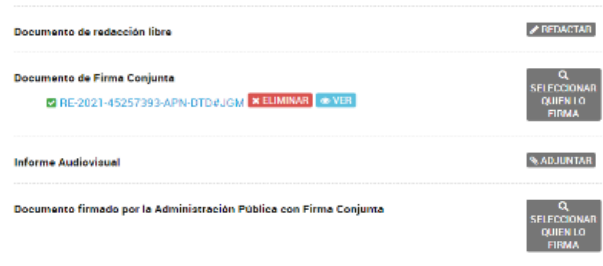 Documento de redacción libre
REDACTAR
Documento de Firma Conjunta
RE-2021-45257393-APN-DTD#JGM ELIMINAR VER
SELECCIONAR
QUIEN LO
FIRMA
Informe Audiovisual
ADJUNTAR
Documento firmado por la Administración Pública con Firma Conjunta
SELECCIONAR
QUIEN LO
FIRMA